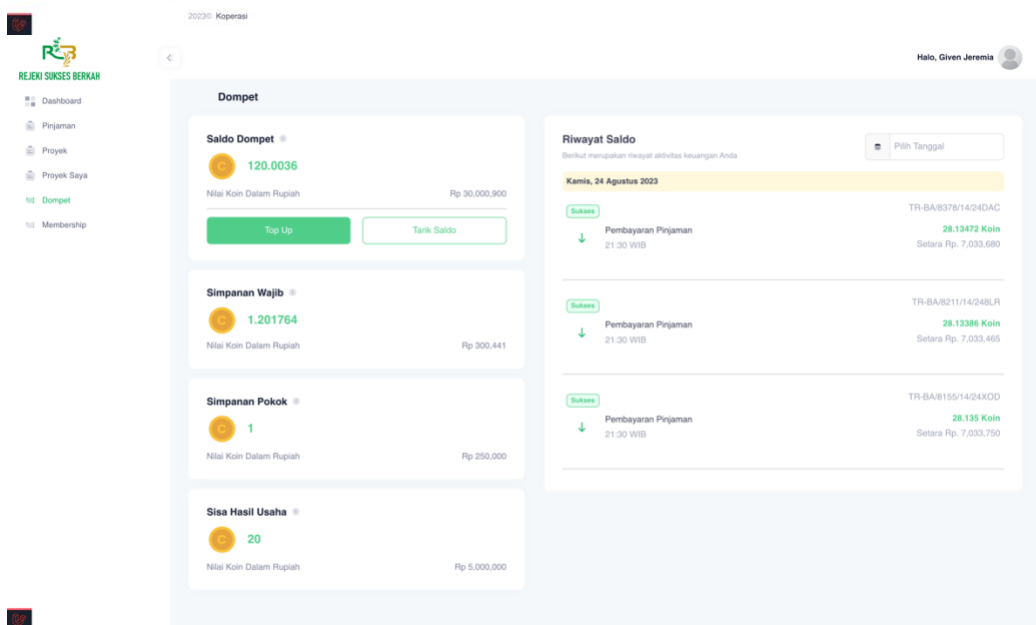 2023© Koperasi
RSB
REJEKI SUKSES BERKAH
Dashboard
Pinjaman
Proyek
Proyek Saya
Dompet
Membership
Halo, Given Jeremia
Dompet
Saldo Dompet
C
120.0036
Nilai Koin Dalam Rupiah Rp 30,000,900
Top Up Tarik Saldo
Simpanan Wajib
C
1.201764
Nilai Koin Dalam Rupiah Rp 300,441
Simpanan Pokok
C
1
Nilai Koin Dalam Rupiah Rp 250,000
Sisa Hasil Usaha
C
20
Nilai Koin Dalam Rupiah Rp 5,000,000
Riwayat Saldo
Berikut merupakan riwayat aktivitas keuangan Anda
Pilih Tanggal
Kamis, 24 Agustus 2023
Sukses TR-BA/8378/14/24DAC
Pembayaran Pinjaman 28.13472 Koin
21:30 WIB Setara Rp. 7,033,680
Sukses TR-BA/8211/14/248LR
Pembayaran Pinjaman 28.13386 Koin
21:30 WIB Setara Rp. 7,033,465
Sukses TR-BA/8155/14/24XOD
Pembayaran Pinjaman 28.135 Koin
21:30 WIB Setara Rp. 7,033,750